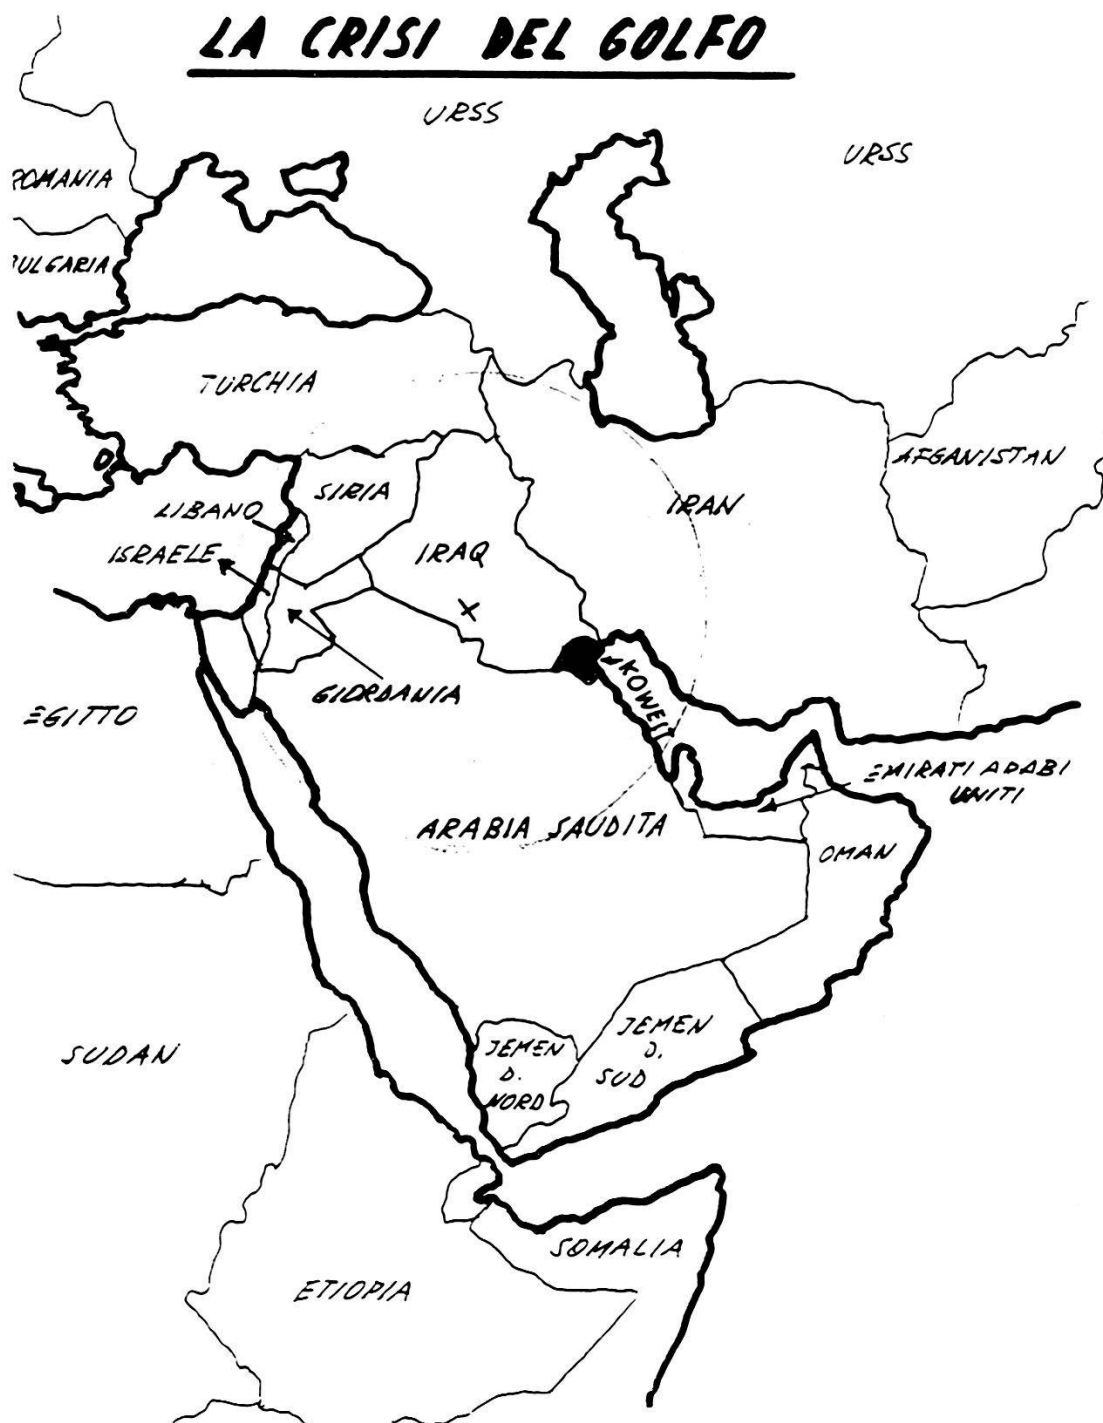 LA CRISI DEL GOLFO
URSS
URSS
ROMANIA
BULGARIA
TURCHIA
AFGANISTAN
SIRIA
IRAN
LIBANO
ISRAELE
IRAQ
X
GIORDANIA
KOWEIT
EGITTO
EMIRATI ARABI
UNITI
ARABIA SAUDITA
OMAN
JEMEN
D.
SUD
JEMEN
D.
NORD
SUDAN
SOMALIA
ETIOPIA